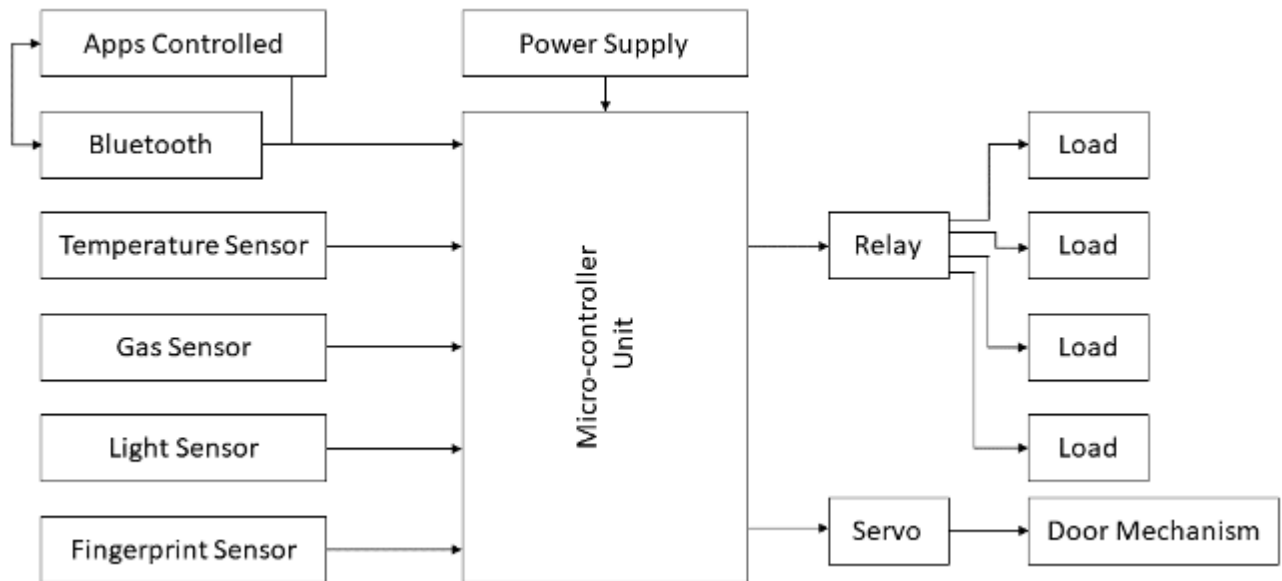 Apps Controlled
Power Supply
Bluetooth
Load
Temperature Sensor
Relay
Load
Gas Sensor
Micro-controller
Unit
Load
Light Sensor
Load
Fingerprint Sensor
Servo
Door Mechanism